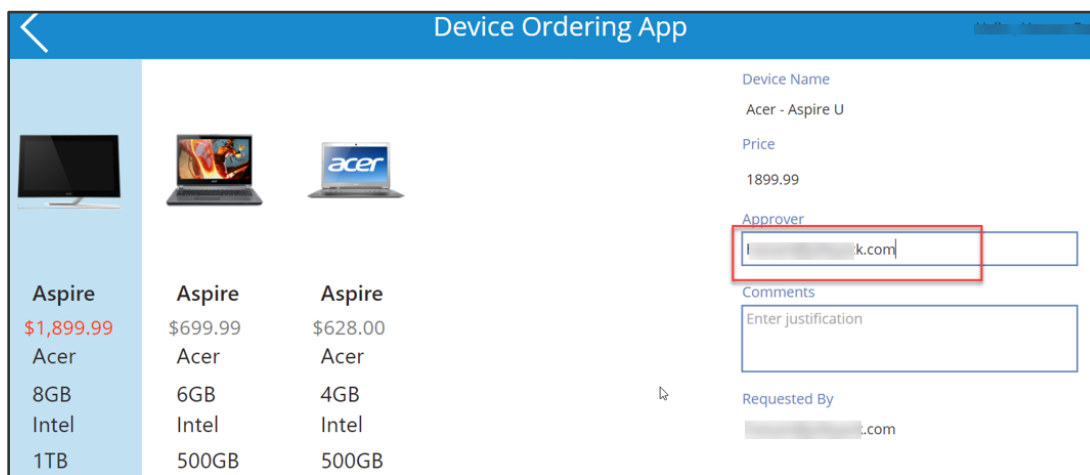 Device Ordering App
acer
Aspire
$1,899.99
Acer
8GB
Intel
1TB
Aspire
$699.99
Acer
6GB
Intel
500GB
Aspire
$628.00
Acer
4GB
Intel
500GB
Device Name
Acer - Aspire U
Price
1899.99
Approver
k.com
Comments
Enter justification
Requested By
.com